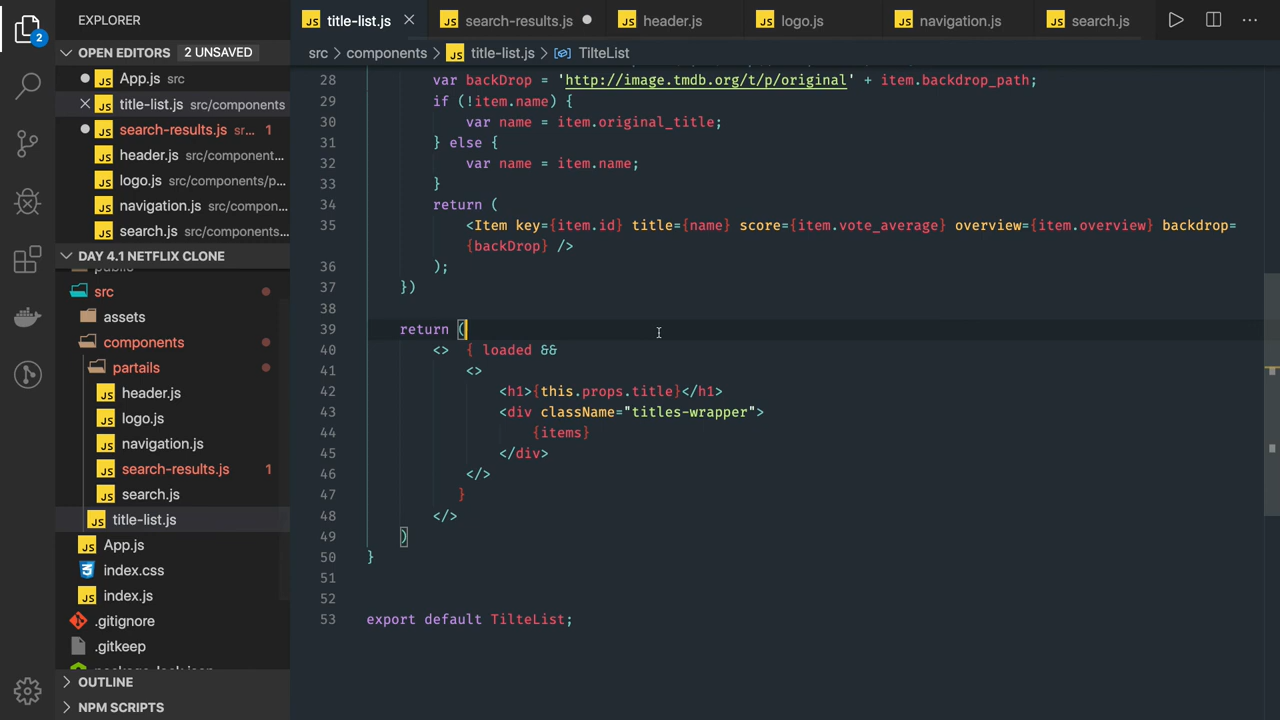 EXPLORER
2
OPEN EDITORS 2 UNSAVED
App.js src
title-list.js src/components
search-results.js sr... 1
header.js src/component...
logo.js src/components/p...
navigation.js src/compon...
search.js src/components...
DAY 4.1 NETFLIX CLONE
public
src
assets
components
partails
header.js
logo.js
navigation.js
search-results.js 1
search.js
title-list.js
App.js
index.css
index.js
.gitignore
.gitkeep
package-lock.json
OUTLINE
NPM SCRIPTS
title-list.js search-results.js header.js logo.js navigation.js search.js
src > components > title-list.js > TilteList
28 var backDrop = 'http://image.tmdb.org/t/p/original' + item.backdrop_path;
29 if (!item.name) {
30 var name = item.original_title;
31 } else {
32 var name = item.name;
33 }
34 return (
35 <Item key={item.id} title={name} score={item.vote_average} overview={item.overview} backdrop=
{backDrop} />
36 );
37 })
38
39 return (
40 <> { loaded &&
41 <>
42 <h1>{this.props.title}</h1>
43 <div className="titles-wrapper">
44 {items}
45 </div>
46 </>
47 }
48 </>
49 )
50 }
51
52
53 export default TilteList;